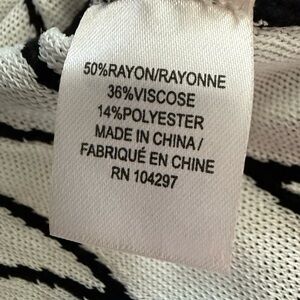 50%RAYON/RAYONNE
36%VISCOSE
14%POLYESTER
MADE IN CHINA/
FABRIQUÉ EN CHINE
RN 104297